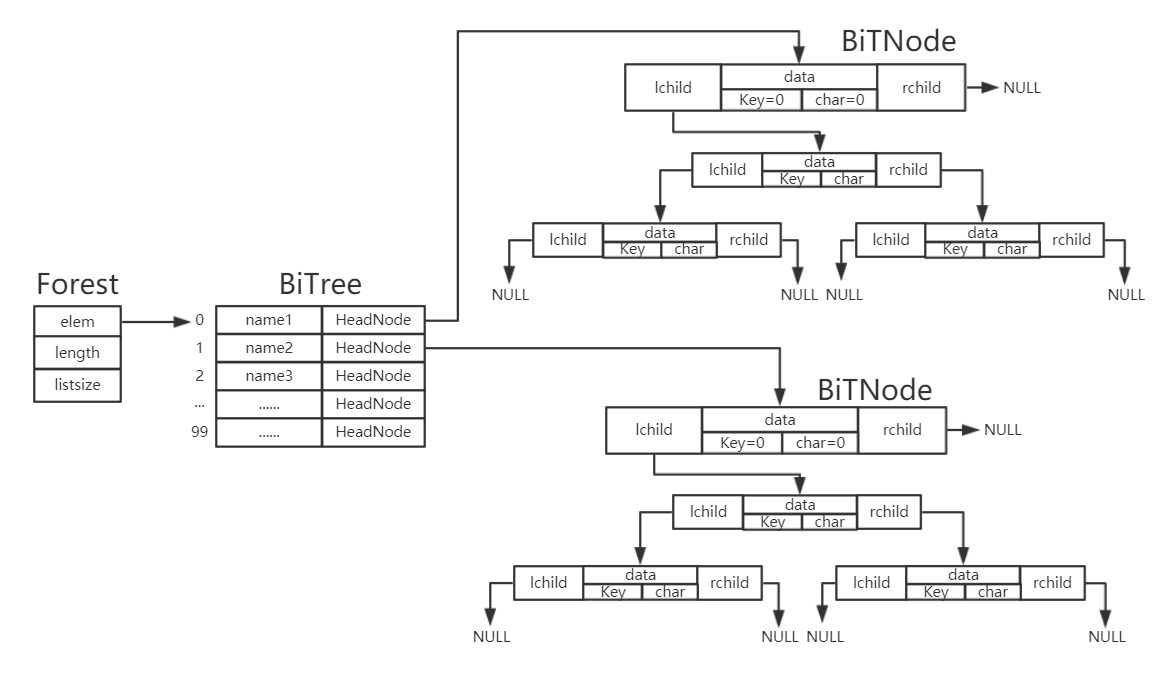 BiTNode
lchild
data
Key=0
char=0
rchild
NULL
lchild
data
Key
char
rchild
lchild
data
Key
char
rchild
lchild
data
Key
char
rchild
NULL
NULL
NULL
NULL
Forest
elem
length
listsize
BiTree
0
name1
HeadNode
1
name2
HeadNode
2
name3
HeadNode
...
......
HeadNode
99
......
HeadNode
BiTNode
lchild
data
Key=0
char=0
rchild
NULL
lchild
data
Key
char
rchild
lchild
data
Key
char
rchild
lchild
data
Key
char
rchild
NULL
NULL
NULL
NULL